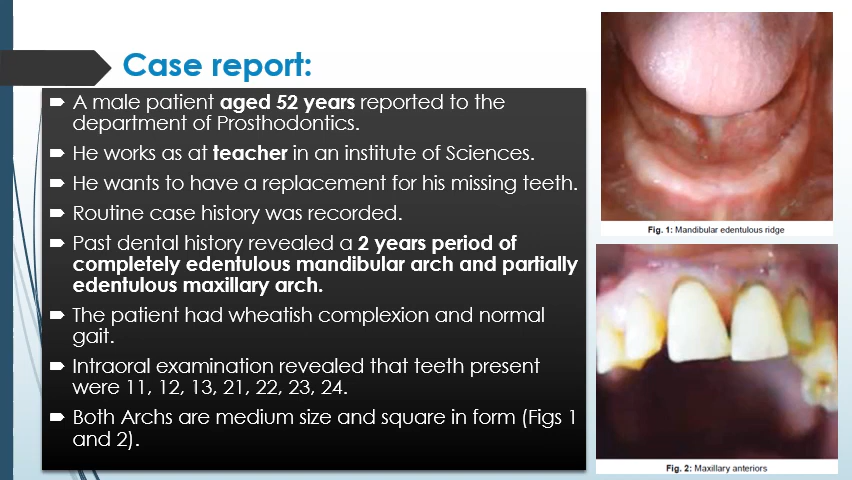 Case report:
A male patient aged 52 years reported to the
department of Prosthodontics.
He works as at teacher in an institute of Sciences.
He wants to have a replacement for his missing teeth.
Routine case history was recorded.
Past dental history revealed a 2 years period of
completely edentulous mandibular arch and partially
edentulous maxillary arch.
The patient had wheatish complexion and normal
gait.
Intraoral examination revealed that teeth present
were 11, 12, 13, 21, 22, 23, 24.
Both Archs are medium size and square in form (Figs 1
and 2).
Fig. 1: Mandibular edentulous ridge
Fig. 2: Maxillary anteriors